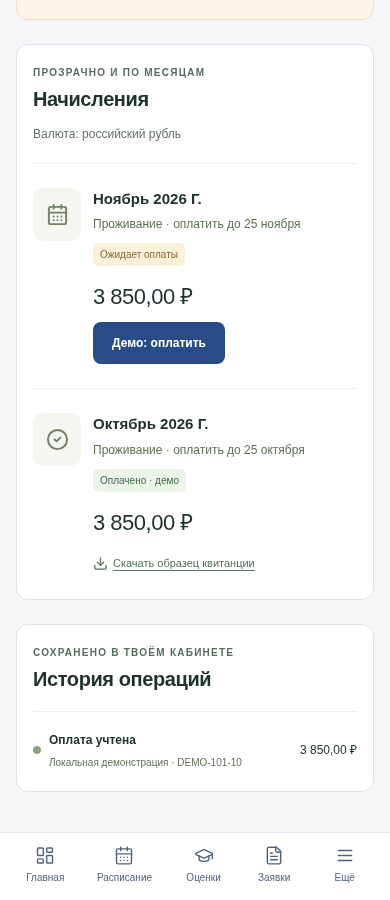 ПРОЗРАЧНО И ПО МЕСЯЦАМ
Начисления
Валюта: российский рубль
Ноябрь 2026 Г.
Проживание · оплатить до 25 ноября
Ожидает оплаты
3 850,00 ₽
Демо: оплатить
Октябрь 2026 Г.
Проживание · оплатить до 25 октября
Оплачено · демо
3 850,00 ₽
Скачать образец квитанции
СОХРАНЕНО В ТВОЁМ КАБИНЕТЕ
История операций
Оплата учтена
3 850,00 ₽
Локальная демонстрация · DEMO-101-10
Главная
Расписание
Оценки
Заявки
Ещё